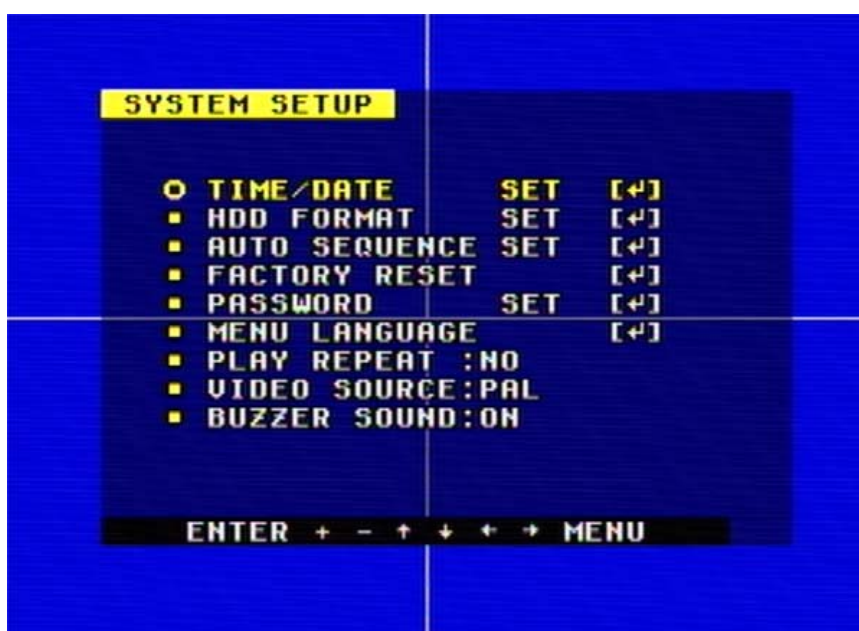 SYSTEM SETUP
TIME/DATE SET [↵]
HDD FORMAT SET [↵]
AUTO SEQUENCE SET [↵]
FACTORY RESET [↵]
PASSWORD SET [↵]
MENU LANGUAGE [↵]
PLAY REPEAT :NO
VIDEO SOURCE:PAL
BUZZER SOUND:ON
ENTER + - ↑ ↓ ← → MENU